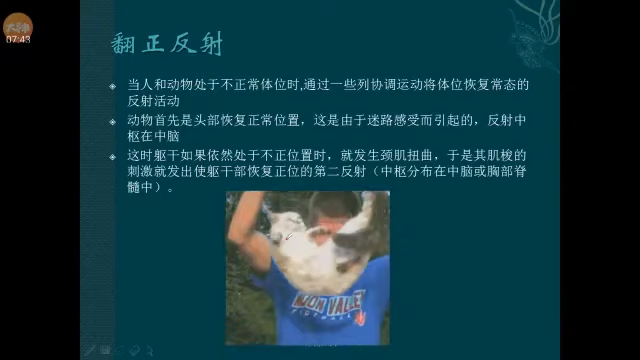 大神
07:43
翻正反射
当人和动物处于不正常体位时,通过一些列协调运动将体位恢复常态的
反射活动
动物首先是头部恢复正常位置，这是由于迷路感受而引起的，反射中
枢在中脑
这时躯干如果依然处于不正位置时，就发生颈肌扭曲，于是其肌梭的
刺激就发出使躯干部恢复正位的第二反射（中枢分布在中脑或胸部脊
髓中）。
MOON VALLEY
FOOTBALL